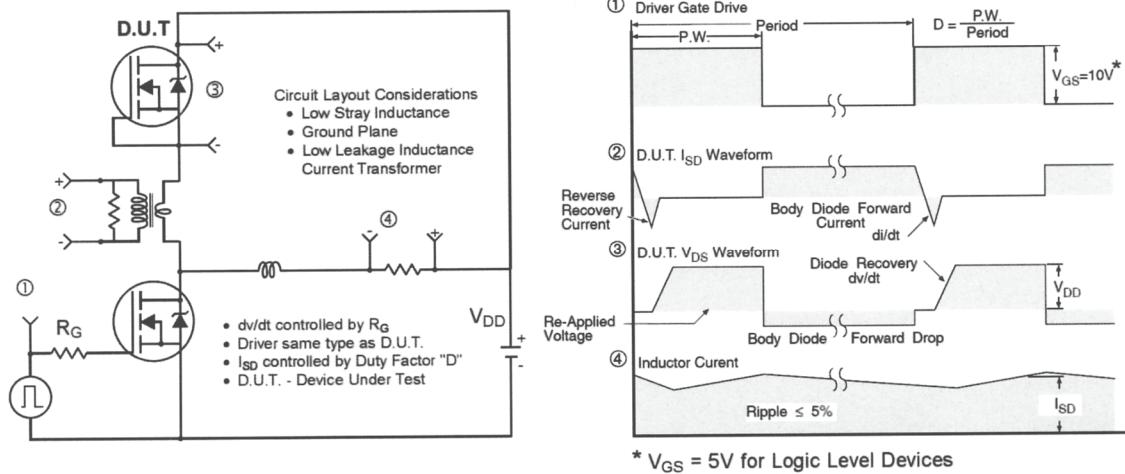 D.U.T
+
③
-
Circuit Layout Considerations
• Low Stray Inductance
• Ground Plane
• Low Leakage Inductance
Current Transformer
+
②
-
④
-
+
①
R_G
V_DD
+
-
• dv/dt controlled by R_G
• Driver same type as D.U.T.
• I_SD controlled by Duty Factor "D"
• D.U.T. - Device Under Test
① Driver Gate Drive
P.W.
Period
D = P.W. / Period
V_GS=10V*
② D.U.T. I_SD Waveform
Reverse
Recovery
Current
Body Diode Forward
Current
di/dt
③ D.U.T. V_DS Waveform
Diode Recovery
dv/dt
V_DD
Re-Applied
Voltage
Body Diode Forward Drop
④ Inductor Curent
Ripple ≤ 5%
I_SD
* V_GS = 5V for Logic Level Devices